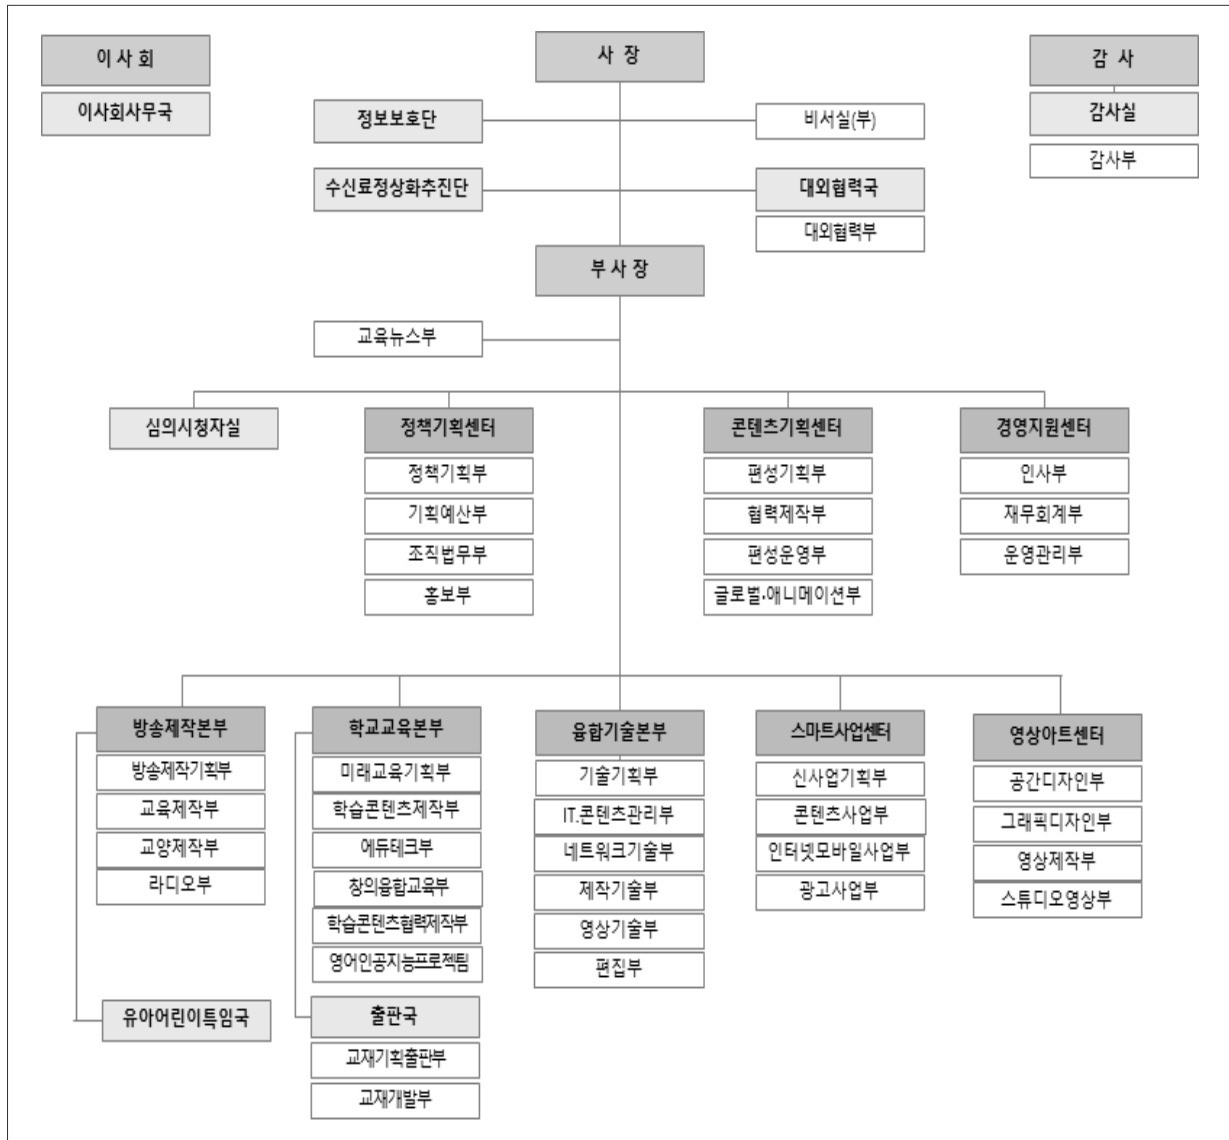 이 사 회
이사회사무국
사 장
감 사
감사실
감사부
정보보호단
비서실(부)
수신료정상화추진단
대외협력국
대외협력부
부 사 장
교육뉴스부
심의시청자실
정책기획센터
정책기획부
기획예산부
조직법무부
홍보부
콘텐츠기획센터
편성기획부
협력제작부
편성운영부
글로벌·애니메이션부
경영지원센터
인사부
재무회계부
운영관리부
방송제작본부
방송제작기획부
교육제작부
교양제작부
라디오부
유아어린이특임국
학교교육본부
미래교육기획부
학습콘텐츠제작부
에듀테크부
창의융합교육부
학습콘텐츠협력제작부
영어인공지능프로젝팀
출판국
교재기획출판부
교재개발부
융합기술본부
기술기획부
IT.콘텐츠관리부
네트워크기술부
제작기술부
영상기술부
편집부
스마트사업센터
신사업기획부
콘텐츠사업부
인터넷모바일사업부
광고사업부
영상아트센터
공간디자인부
그래픽디자인부
영상제작부
스튜디오영상부